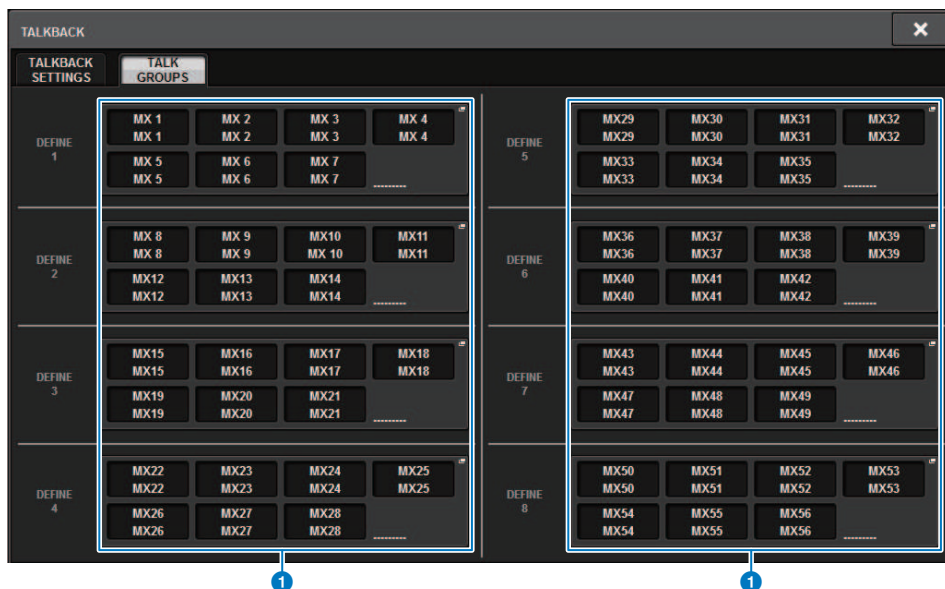 TALKBACK
TALKBACK SETTINGS
TALK GROUPS
DEFINE 1
MX 1 MX 2 MX 3 MX 4
MX 1 MX 2 MX 3 MX 4
MX 5 MX 6 MX 7
MX 5 MX 6 MX 7
DEFINE 2
MX 8 MX 9 MX10 MX11
MX 8 MX 9 MX 10 MX11
MX12 MX13 MX14
MX12 MX13 MX14
DEFINE 3
MX15 MX16 MX17 MX18
MX15 MX16 MX17 MX18
MX19 MX20 MX21
MX19 MX20 MX21
DEFINE 4
MX22 MX23 MX24 MX25
MX22 MX23 MX24 MX25
MX26 MX27 MX28
MX26 MX27 MX28
DEFINE 5
MX29 MX30 MX31 MX32
MX29 MX30 MX31 MX32
MX33 MX34 MX35
MX33 MX34 MX35
DEFINE 6
MX36 MX37 MX38 MX39
MX36 MX37 MX38 MX39
MX40 MX41 MX42
MX40 MX41 MX42
DEFINE 7
MX43 MX44 MX45 MX46
MX43 MX44 MX45 MX46
MX47 MX48 MX49
MX47 MX48 MX49
DEFINE 8
MX50 MX51 MX52 MX53
MX50 MX51 MX52 MX53
MX54 MX55 MX56
MX54 MX55 MX56
1 1